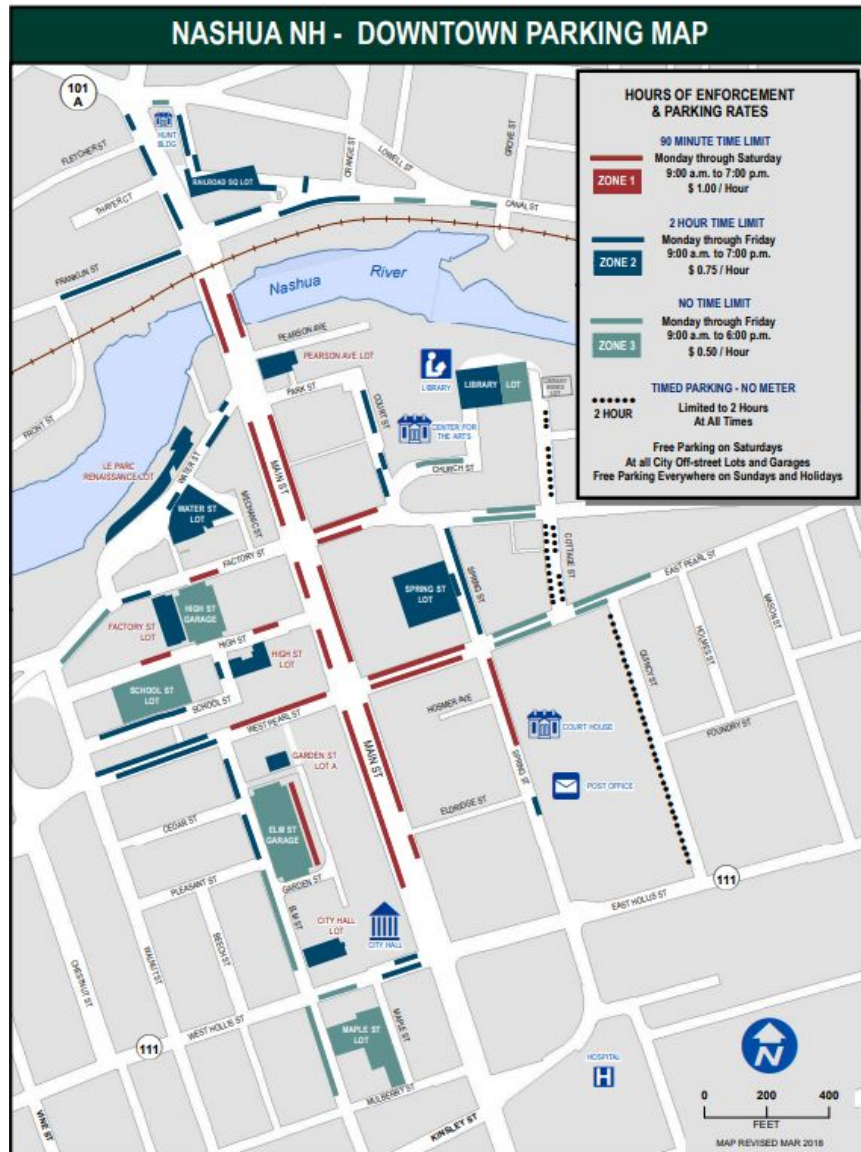 NASHUA NH - DOWNTOWN PARKING MAP
HOURS OF ENFORCEMENT
& PARKING RATES
90 MINUTE TIME LIMIT
ZONE 1
Monday through Saturday
9:00 a.m. to 7:00 p.m.
$ 1.00 / Hour
2 HOUR TIME LIMIT
ZONE 2
Monday through Friday
9:00 a.m. to 7:00 p.m.
$ 0.75 / Hour
NO TIME LIMIT
ZONE 3
Monday through Friday
9:00 a.m. to 6:00 p.m.
$ 0.50 / Hour
TIMED PARKING - NO METER
2 HOUR
Limited to 2 Hours
At All Times
Free Parking on Saturdays
At all City Off-street Lots and Garages
Free Parking Everywhere on Sundays and Holidays
101
A
HUNT
BLDG
FLETCHER ST
RAILROAD SQ LOT
ORANGE ST
LOWELL ST
GROVE ST
THAYER CT
CANAL ST
FRANKLIN ST
Nashua
River
PEARSON AVE
PEARSON AVE LOT
PARK ST
COURT ST
LIBRARY
LIBRARY
LOT
CENTER FOR
THE ARTS
CHURCH ST
FRONT ST
LE PARC
RENAISSANCE LOT
WATER ST
WATER ST
LOT
MECHANIC ST
MAIN ST
FACTORY ST
FACTORY ST
LOT
HIGH ST
GARAGE
HIGH ST
HIGH ST
LOT
SPRING ST
LOT
SPRING ST
COTTAGE ST
EAST PEARL ST
MASON ST
HOLMES ST
QUINCY ST
FOUNDRY ST
SCHOOL ST
LOT
SCHOOL ST
WEST PEARL ST
HOSMER AVE
COURT HOUSE
SPRING ST
POST OFFICE
ELDRIDGE ST
MAIN ST
GARDEN ST
LOT A
CEDAR ST
ELM ST
GARAGE
PLEASANT ST
GARDEN ST
ELM ST
CITY HALL
LOT
CITY HALL
111
EAST HOLLIS ST
BEECH ST
WALNUT ST
CHESTNUT ST
WEST HOLLIS ST
111
MAPLE ST
LOT
MAPLE ST
MULBERRY ST
KINSLEY ST
VINE ST
HOSPITAL
H
N
0 200 400
FEET
MAP REVISED MAR 2018